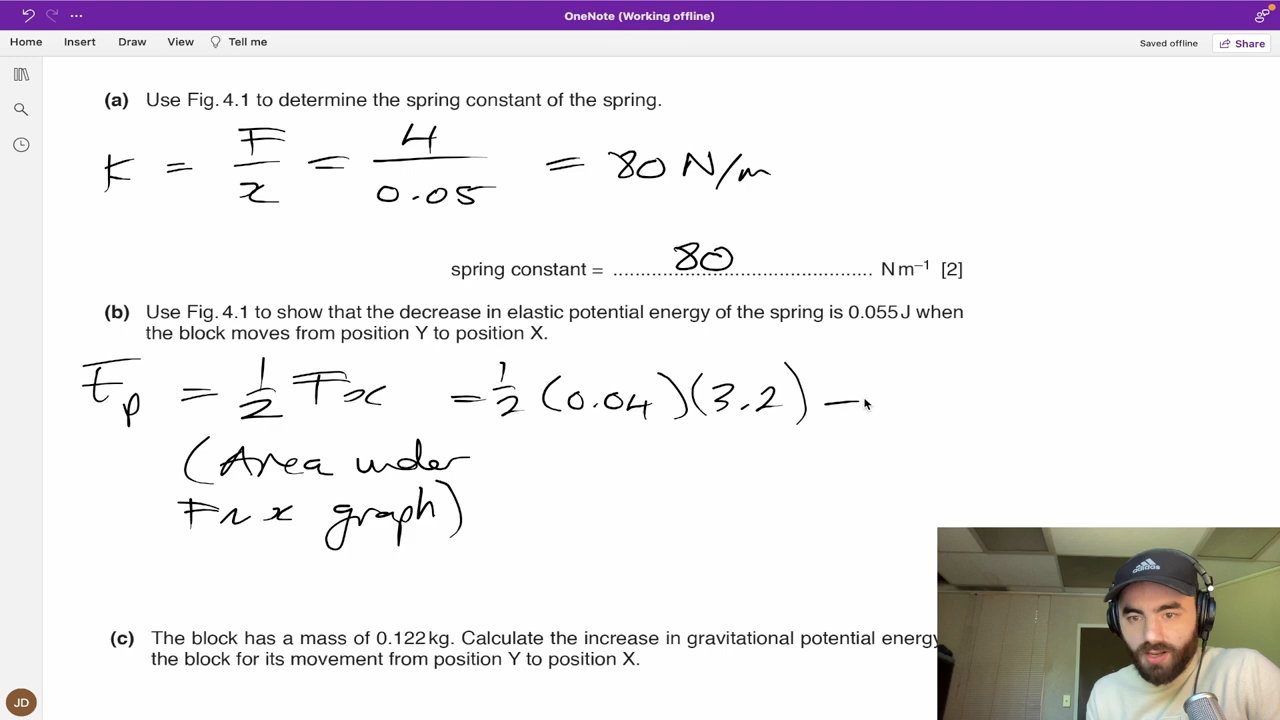 OneNote (Working offline)
Home Insert Draw View Tell me
Saved offline Share
(a) Use Fig. 4.1 to determine the spring constant of the spring.
K = F/x = 4/0.05 = 80 N/m
80
spring constant = ................................................ N m⁻¹ [2]
(b) Use Fig. 4.1 to show that the decrease in elastic potential energy of the spring is 0.055 J when
the block moves from position Y to position X.
Ep = 1/2 Fx = 1/2 (0.04)(3.2) –
(Area under
F n x graph)
(c) The block has a mass of 0.122 kg. Calculate the increase in gravitational potential energy
the block for its movement from position Y to position X.
JD
adidas